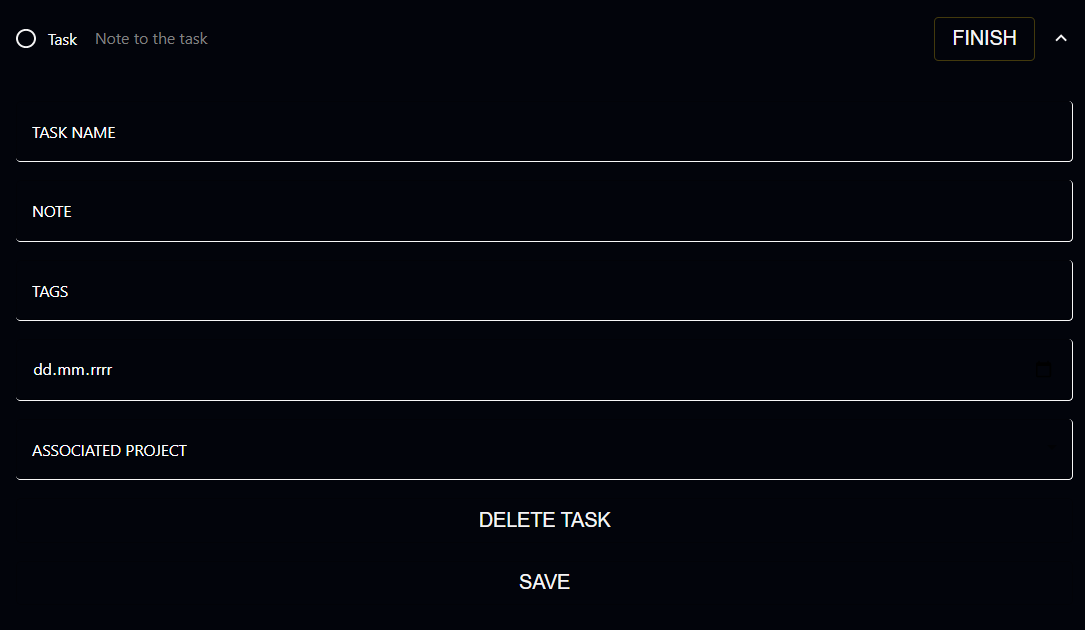 Task Note to the task FINISH
TASK NAME
NOTE
TAGS
dd.mm.rrrr
ASSOCIATED PROJECT
DELETE TASK
SAVE